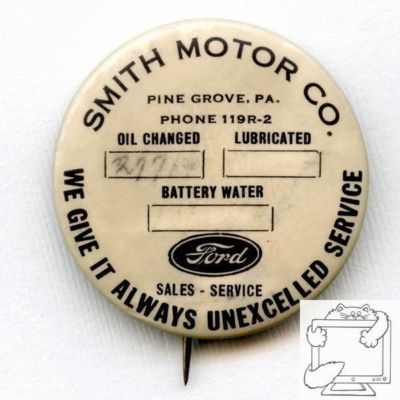 SMITH MOTOR CO.
PINE GROVE, PA.
PHONE 119R-2
OIL CHANGED LUBRICATED
BATTERY WATER
Ford
SALES - SERVICE
WE GIVE IT ALWAYS UNEXCELLED SERVICE